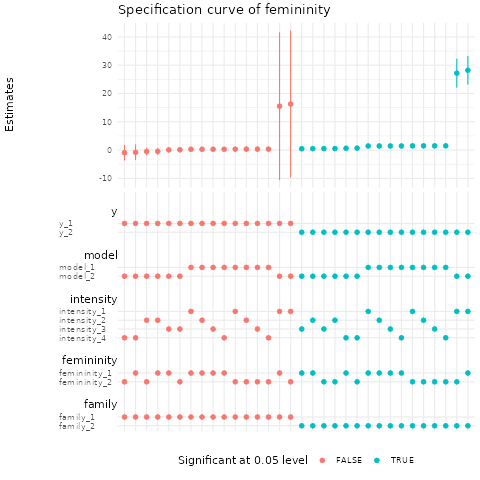 Specification curve of femininity
Estimates
40
30
20
10
0
-10
y
y_1
y_2
model
model_1
model_2
intensity
intensity_1
intensity_2
intensity_3
intensity_4
femininity
femininity_1
femininity_2
family
family_1
family_2
Significant at 0.05 level FALSE TRUE